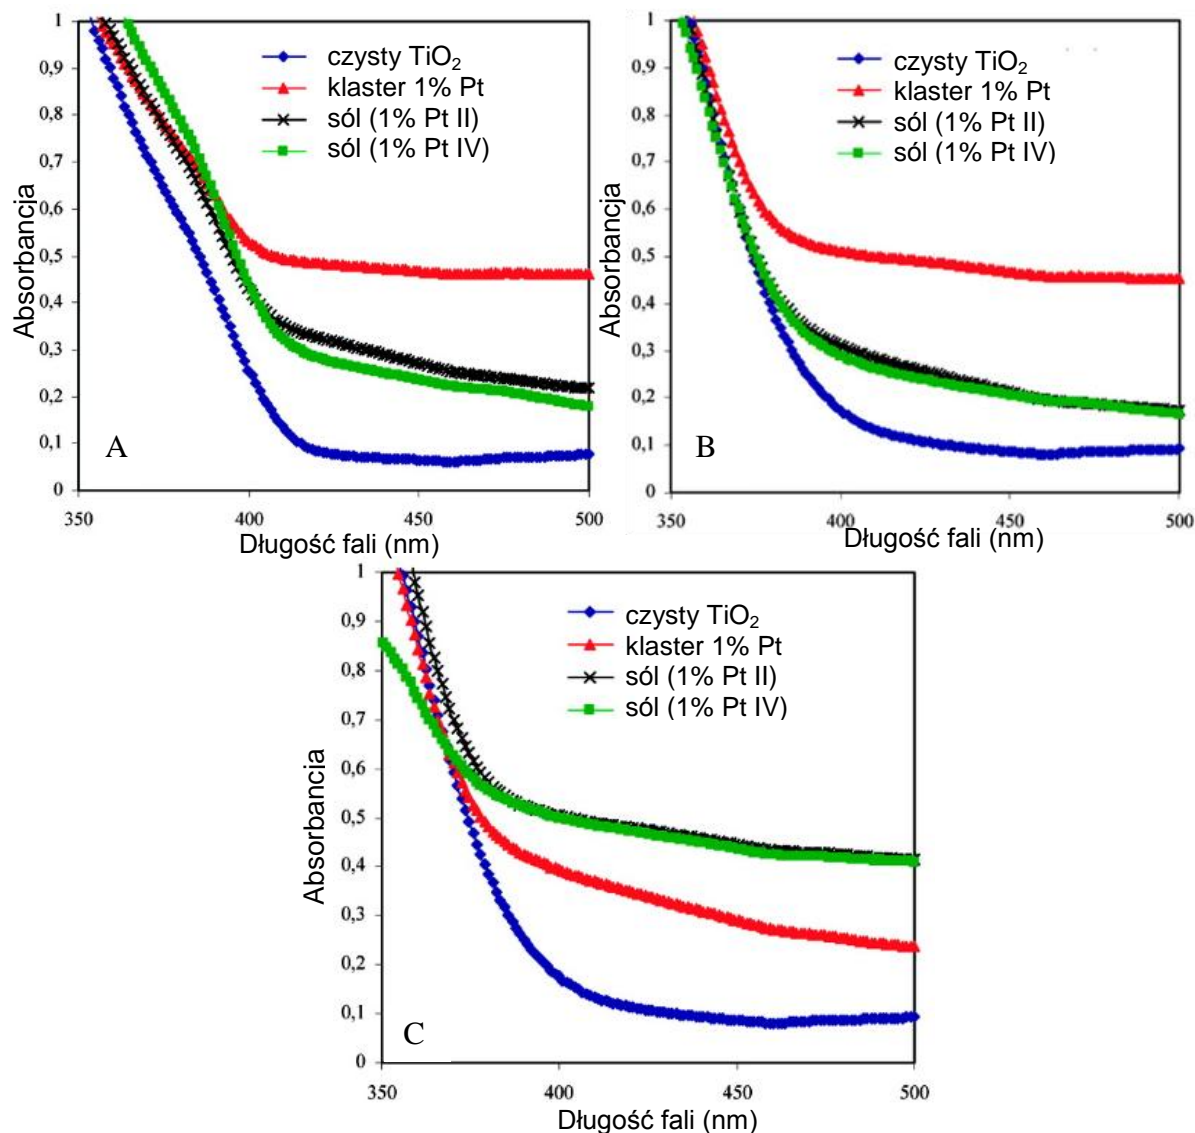 1
0,9
0,8
0,7
0,6
0,5
0,4
0,3
0,2
0,1
0
Absorbancja
czysty TiO₂
klaster 1% Pt
sól (1% Pt II)
sól (1% Pt IV)
A
350
400
450
500
Długość fali (nm)
1
0,9
0,8
0,7
0,6
0,5
0,4
0,3
0,2
0,1
0
Absorbancja
czysty TiO₂
klaster 1% Pt
sól (1% Pt II)
sól (1% Pt IV)
B
350
400
450
500
Długość fali (nm)
1
0,9
0,8
0,7
0,6
0,5
0,4
0,3
0,2
0,1
0
Absorbancja
czysty TiO₂
klaster 1% Pt
sól (1% Pt II)
sól (1% Pt IV)
C
350
400
450
500
Długość fali (nm)